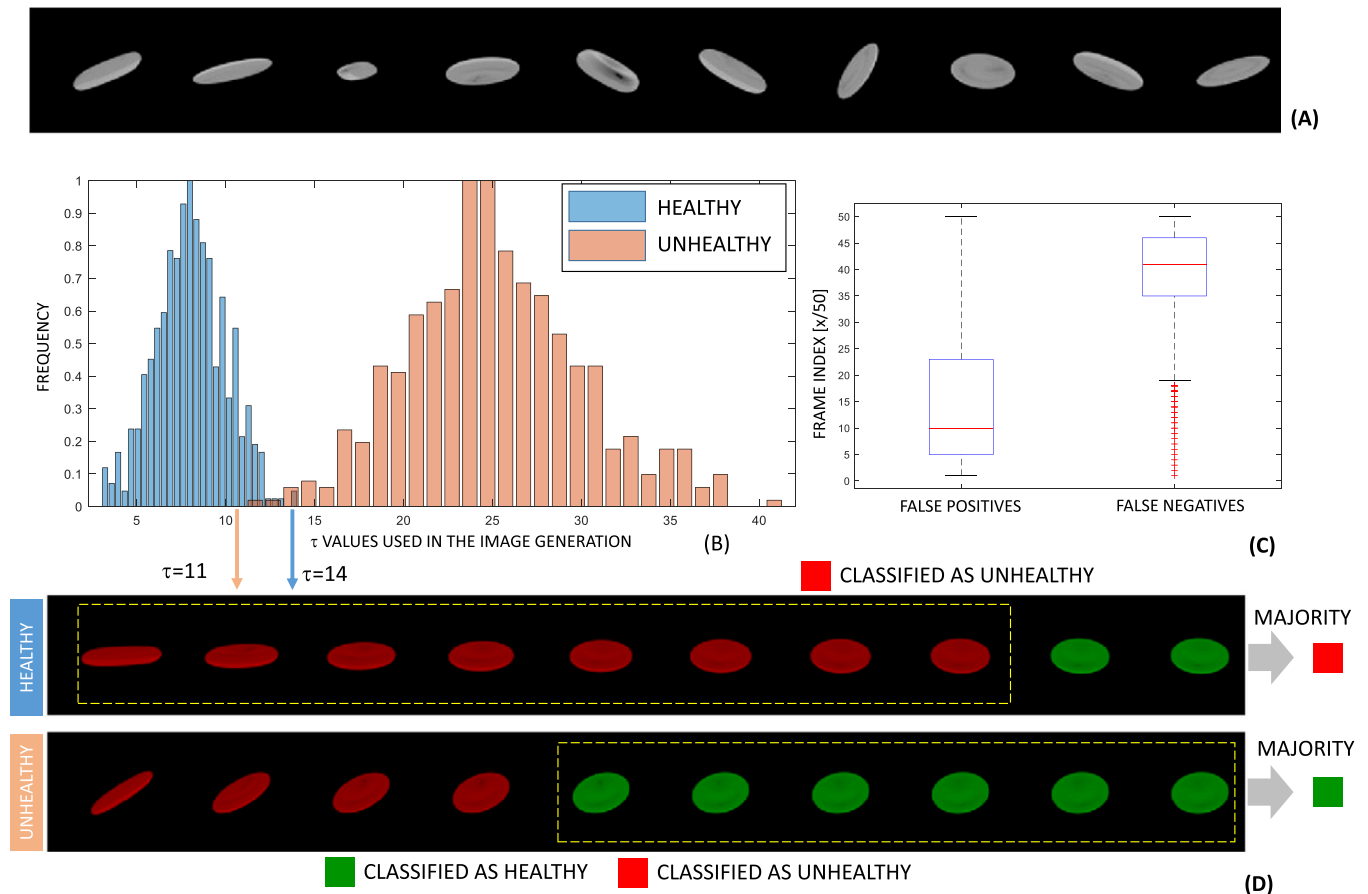 (A)
1
0.9
0.8
0.7
0.6
0.5
0.4
0.3
0.2
0.1
0
FREQUENCY
HEALTHY
UNHEALTHY
5
10
15
20
25
30
35
40
τ VALUES USED IN THE IMAGE GENERATION
(B)
50
45
40
35
30
25
20
15
10
5
0
FRAME INDEX [x/50]
FALSE POSITIVES
FALSE NEGATIVES
(C)
τ=11
τ=14
CLASSIFIED AS UNHEALTHY
HEALTHY
MAJORITY
UNHEALTHY
MAJORITY
CLASSIFIED AS HEALTHY
CLASSIFIED AS UNHEALTHY
(D)